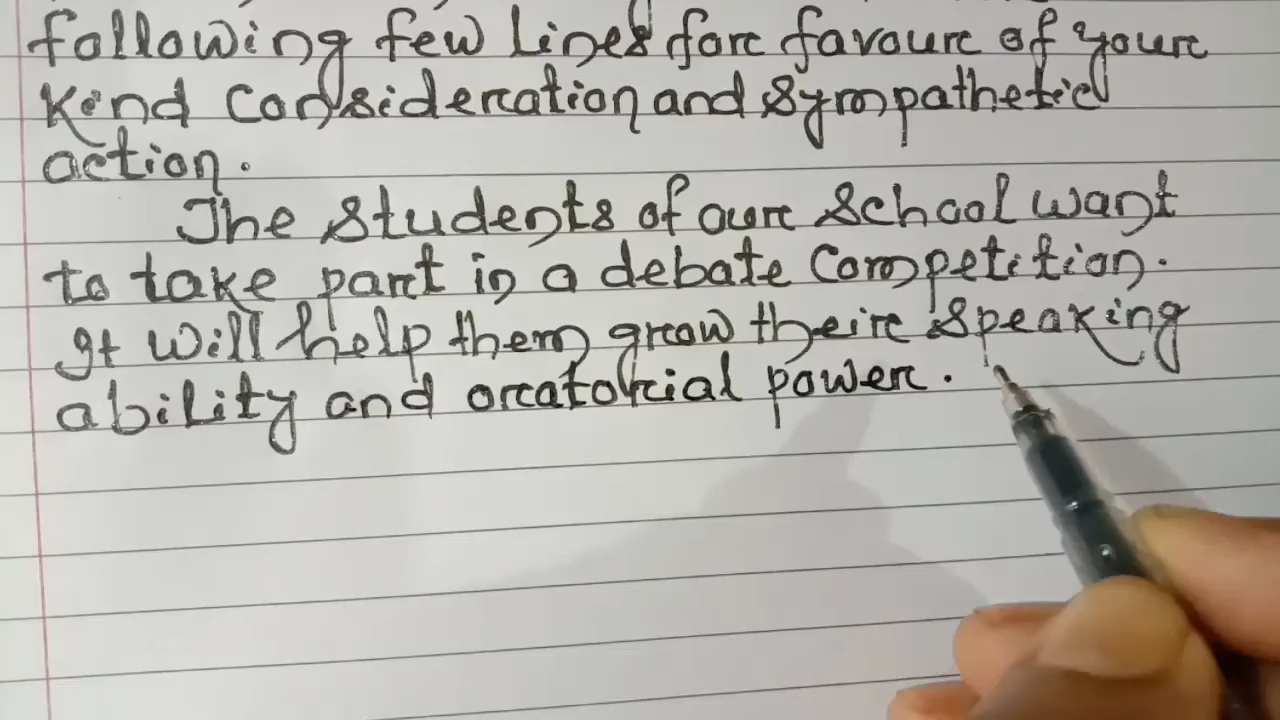 following few lines for favour of your
kind consideration and sympathetic
action.
The students of our school want
to take part in a debate competition.
It will help them grow their speaking
ability and oratorial power.